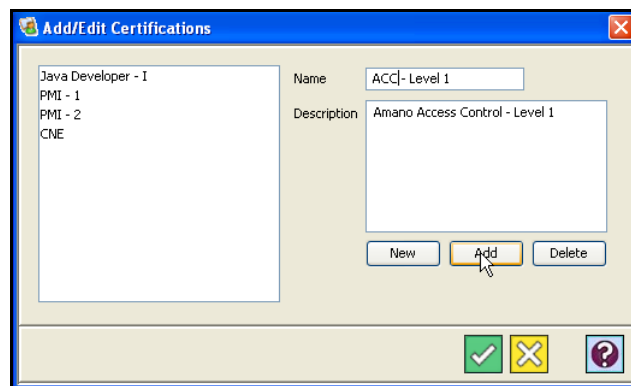 Add/Edit Certifications
Java Developer - I
PMI - 1
PMI - 2
CNE
Name
ACC - Level 1
Description
Amano Access Control - Level 1
New
Add
Delete
?